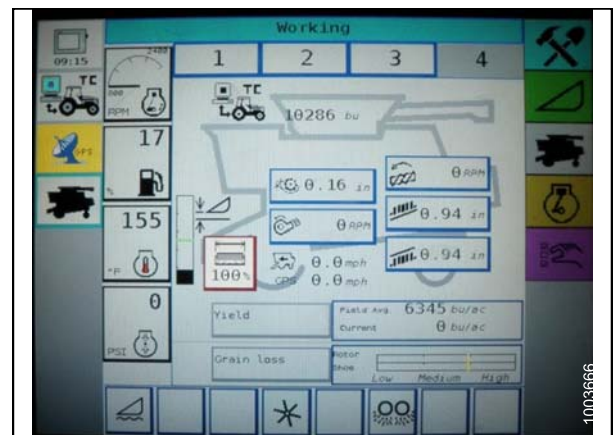 Working
09:15
2400
1 2 3 4
TC
TC
800
RPM
10286 bu
GPS
17
%
0.16 in
0 RPM
0 RPM
0.94 in
155
°F
0.0 mph
0.94 in
100%
GPS 0.0 mph
0
PSI
Yield
Field Avg 6345 bu/ac
Current 0 bu/ac
Grain loss
Rotor
Shoe
Low Medium High
1003666